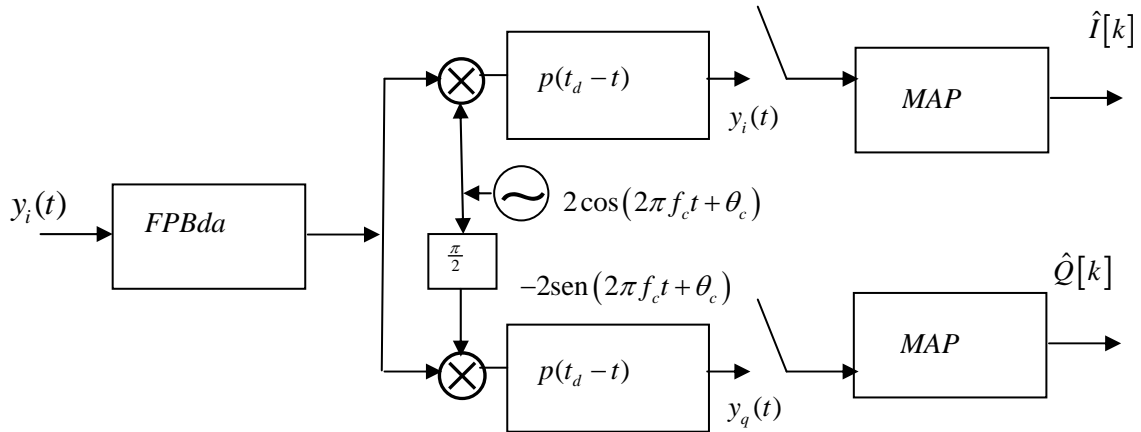 y_i(t)
FPBda
p(t_d − t)
y_i(t)
MAP
Î[k]
2cos(2πf_c t + θ_c)
π/2
−2sen(2πf_c t + θ_c)
p(t_d − t)
y_q(t)
MAP
Q̂[k]